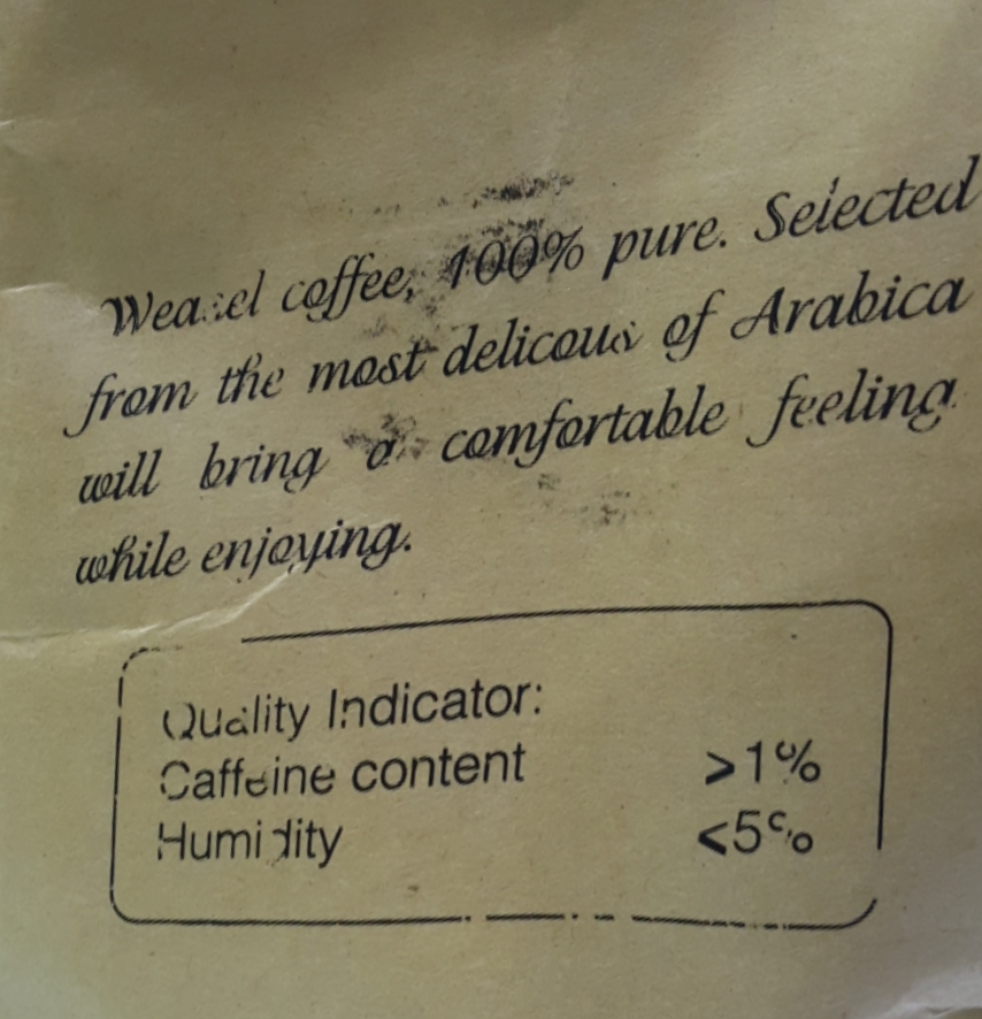 Weasel coffee, 100% pure. Selected
from the most delicous of Arabica
will bring a comfortable feeling
while enjoying.
Quality Indicator:
Caffeine content >1%
Humidity <5%